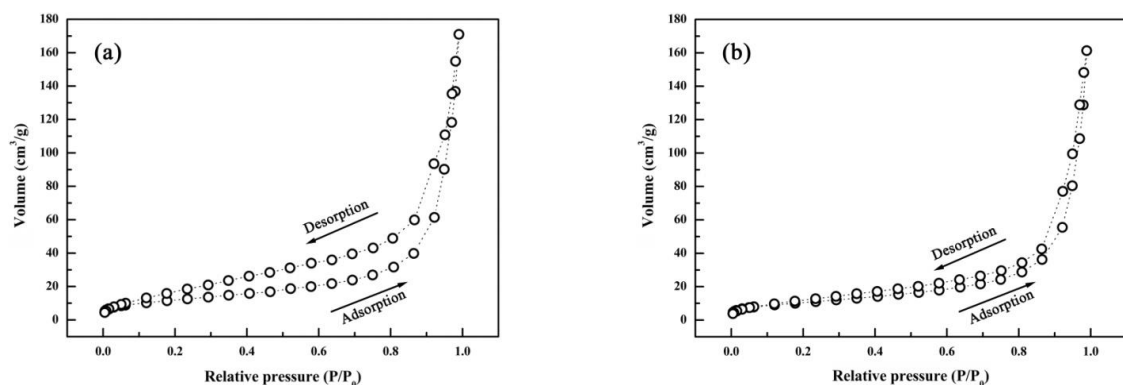 (a)
180
160
140
120
100
80
60
40
20
0
Volume (cm³/g)
Desorption
Adsorption
0.0 0.2 0.4 0.6 0.8 1.0
Relative pressure (P/P₀)
(b)
180
160
140
120
100
80
60
40
20
0
Volume (cm³/g)
Desorption
Adsorption
0.0 0.2 0.4 0.6 0.8 1.0
Relative pressure (P/P₀)